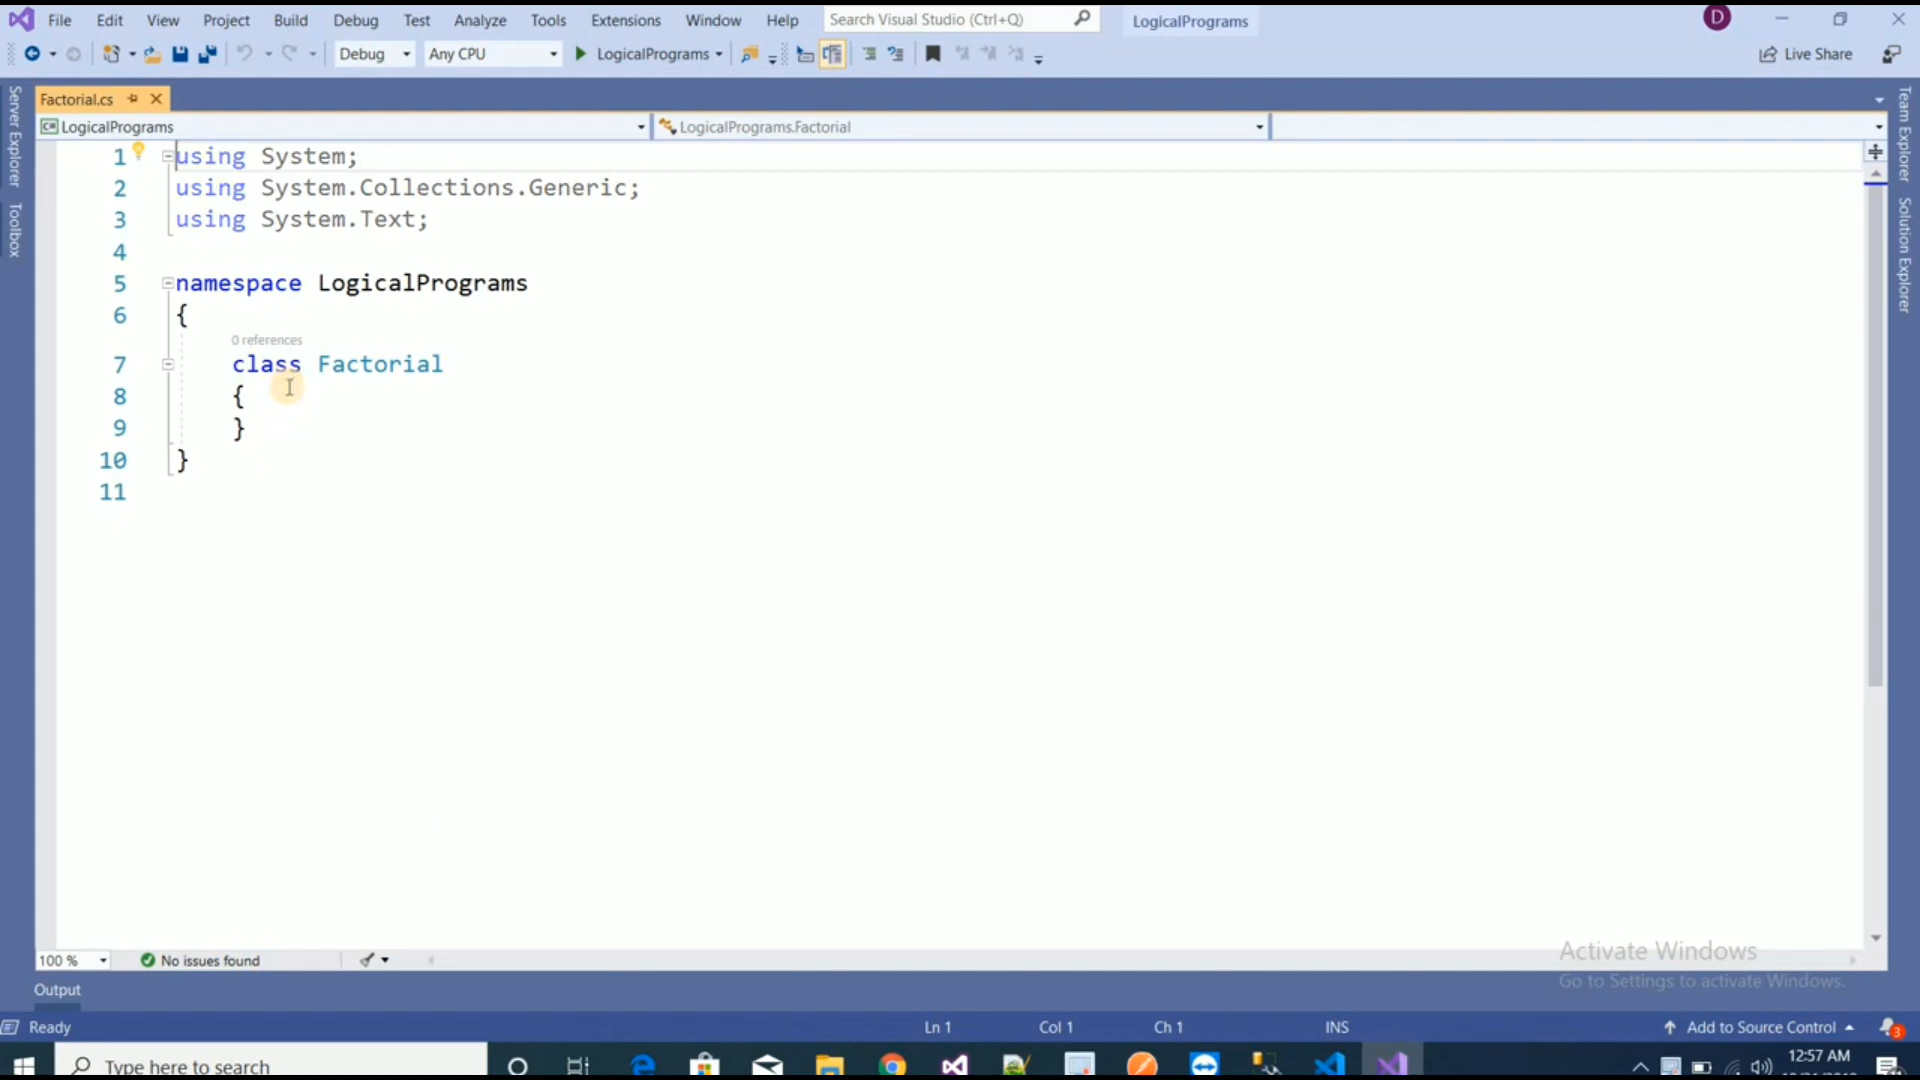 File Edit View Project Build Debug Test Analyze Tools Extensions Window Help Search Visual Studio (Ctrl+Q) LogicalPrograms D
Debug Any CPU LogicalPrograms Live Share
Server Explorer
Toolbox
Factorial.cs
C# LogicalPrograms LogicalPrograms.Factorial
1 using System;
2 using System.Collections.Generic;
3 using System.Text;
4
5 namespace LogicalPrograms
6 {
0 references
7 class Factorial
8 {
9 }
10 }
11
Team Explorer
Solution Explorer
Activate Windows
Go to Settings to activate Windows.
100 % No issues found
Output
Ready Ln 1 Col 1 Ch 1 INS Add to Source Control 3
Type here to search 12:57 AM